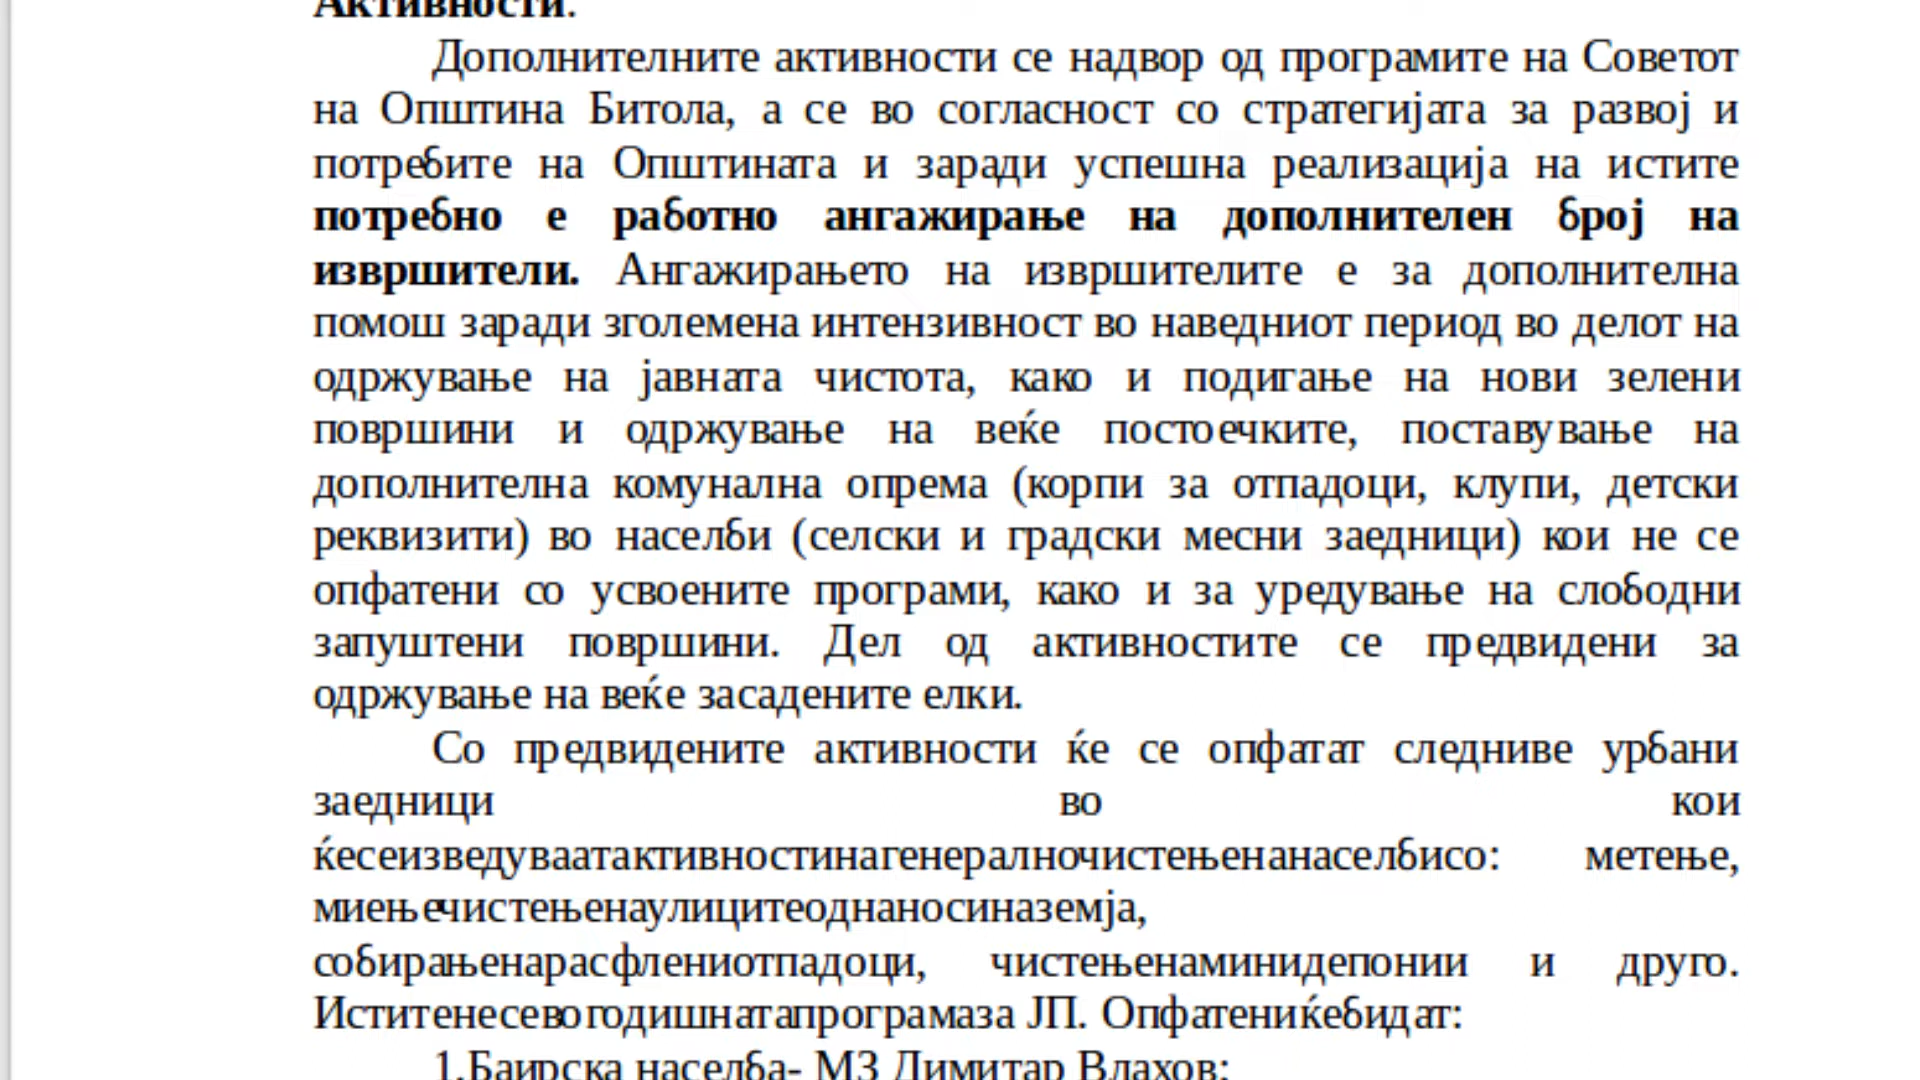 Активности.
Дополнителните активности се надвор од програмите на Советот
на Општина Битола, а се во согласност со стратегијата за развој и
потребите на Општината и заради успешна реализација на истите
потребно е работно ангажирање на дополнителен број на
извршители. Ангажирањето на извршителите е за дополнителна
помош заради зголемена интензивност во наведниот период во делот на
одржување на јавната чистота, како и подигање на нови зелени
површини и одржување на веќе постоечките, поставување на
дополнителна комунална опрема (корпи за отпадоци, клупи, детски
реквизити) во населби (селски и градски месни заедници) кои не се
опфатени со усвоените програми, како и за уредување на слободни
запуштени површини. Дел од активностите се предвидени за
одржување на веќе засадените елки.
Со предвидените активности ќе се опфатат следниве урбани
заедници во кои
ќесеизведуваатактивностинагенералночистењенанаселбисо: метење,
миењечистењенаулицитеоднаносиназемја,
собирањенарасфлениотпадоци, чистењенаминидепонии и друго.
Иститенесевогодишнатапрограмаза ЈП. Опфатениќебидат:
1.Баирска населба- МЗ Димитар Влахов;